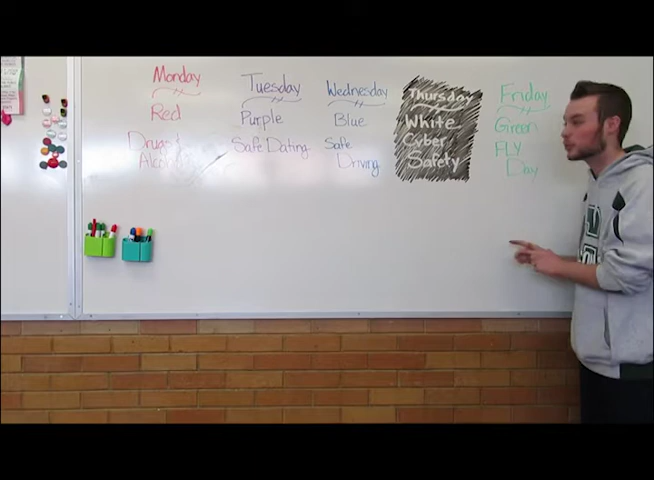 Monday
Red
Drugs &
Tuesday
Purple
Safe Dating
Wednesday
Blue
Safe
Driving
Thursday
White
Cyber
Safety
Friday
Green
FLY
Day